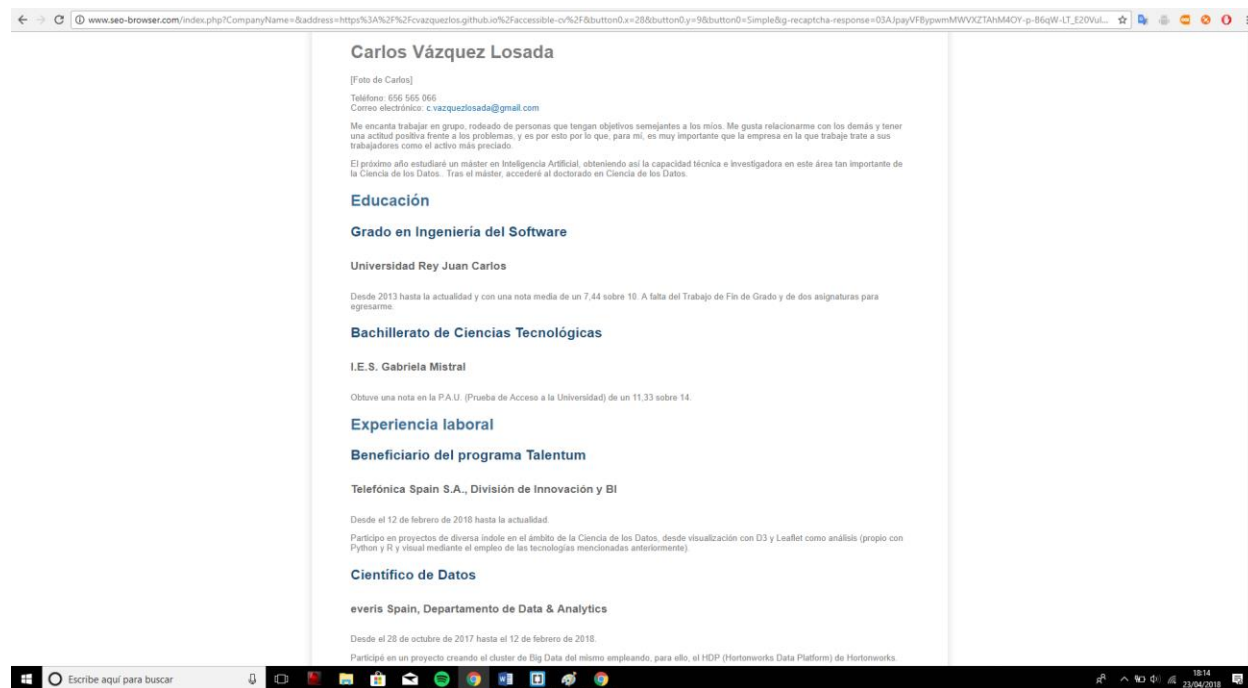 www.seo-browser.com/index.php?CompanyName=&address=https%3A%2F%2Fcvazquezlos.github.io%2Faccessible-cv%2F&button0.x=28&button0.y=9&button0=Simple&g-recaptcha-response=
Carlos Vázquez Losada
[Foto de Carlos]
Teléfono: 656 565 066
Correo electrónico: c.vazquezlosada@gmail.com
Me encanta trabajar en grupo, rodeado de personas que tengan objetivos semejantes a los míos. Me gusta relacionarme con los demás y tener
una actitud positiva frente a los problemas, y es por esto por lo que, para mí, es muy importante que la empresa en la que trabaje trate a sus
trabajadores como el activo más preciado.
El próximo año estudiaré un máster en Inteligencia Artificial, obteniendo así la capacidad técnica e investigadora en este área tan importante de
la Ciencia de los Datos. Tras el máster, accederé al doctorado en Ciencia de los Datos.
Educación
Grado en Ingeniería del Software
Universidad Rey Juan Carlos
Desde 2013 hasta la actualidad y con una nota media de un 7,44 sobre 10. A falta del Trabajo de Fin de Grado y de dos asignaturas para
egresarme.
Bachillerato de Ciencias Tecnológicas
I.E.S. Gabriela Mistral
Obtuve una nota en la P.A.U. (Prueba de Acceso a la Universidad) de un 11,33 sobre 14.
Experiencia laboral
Beneficiario del programa Talentum
Telefónica Spain S.A., División de Innovación y BI
Desde el 12 de febrero de 2018 hasta la actualidad.
Participo en proyectos de diversa índole en el ámbito de la Ciencia de los Datos, desde visualización con D3 y Leaflet como análisis (propio con
Python y R y visual mediante el empleo de las tecnologías mencionadas anteriormente).
Científico de Datos
everis Spain, Departamento de Data & Analytics
Desde el 28 de octubre de 2017 hasta el 12 de febrero de 2018.
Participé en un proyecto creando el cluster de Big Data del mismo empleando, para ello, el HDP (Hortonworks Data Platform) de Hortonworks.
Escribe aquí para buscar
18:14
23/04/2018